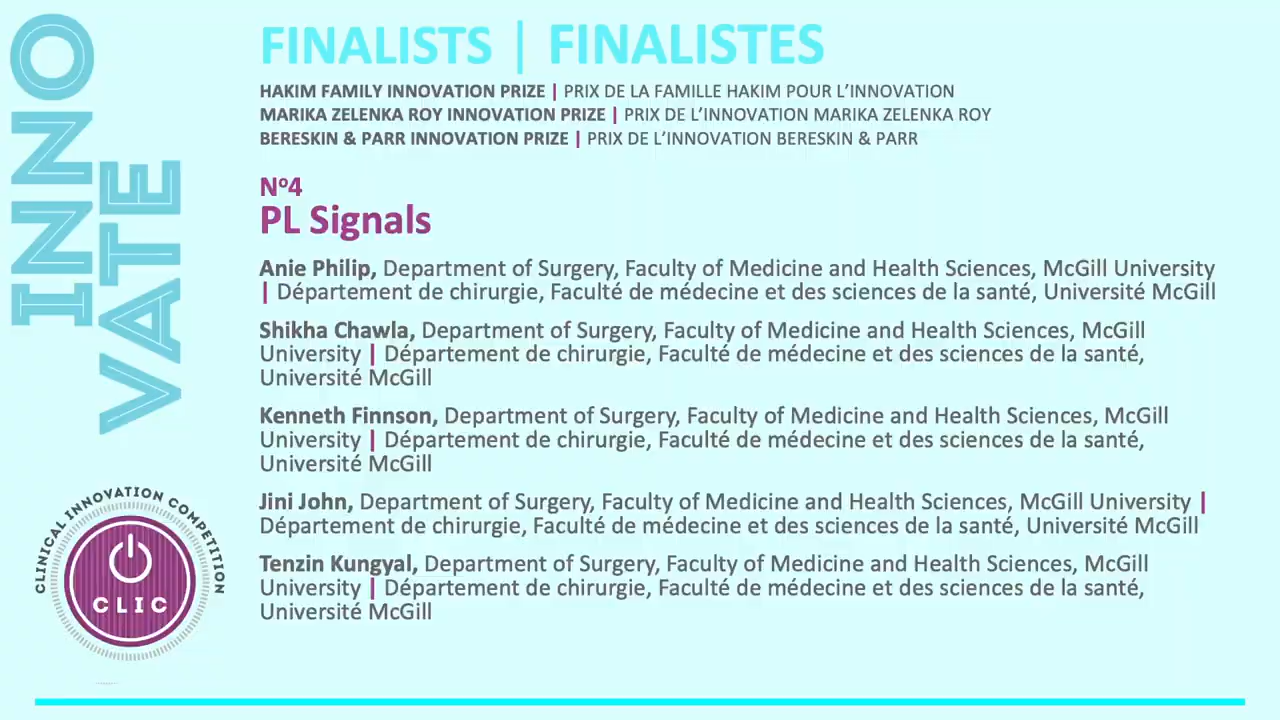 INNO
VATE
FINALISTS | FINALISTES
HAKIM FAMILY INNOVATION PRIZE | PRIX DE LA FAMILLE HAKIM POUR L’INNOVATION
MARIKA ZELENKA ROY INNOVATION PRIZE | PRIX DE L’INNOVATION MARIKA ZELENKA ROY
BERESKIN & PARR INNOVATION PRIZE | PRIX DE L’INNOVATION BERESKIN & PARR
Nº4
PL Signals
Anie Philip, Department of Surgery, Faculty of Medicine and Health Sciences, McGill University
| Département de chirurgie, Faculté de médecine et des sciences de la santé, Université McGill
Shikha Chawla, Department of Surgery, Faculty of Medicine and Health Sciences, McGill
University | Département de chirurgie, Faculté de médecine et des sciences de la santé,
Université McGill
Kenneth Finnson, Department of Surgery, Faculty of Medicine and Health Sciences, McGill
University | Département de chirurgie, Faculté de médecine et des sciences de la santé,
Université McGill
Jini John, Department of Surgery, Faculty of Medicine and Health Sciences, McGill University |
Département de chirurgie, Faculté de médecine et des sciences de la santé, Université McGill
Tenzin Kungyal, Department of Surgery, Faculty of Medicine and Health Sciences, McGill
University | Département de chirurgie, Faculté de médecine et des sciences de la santé,
Université McGill
CLINICAL INNOVATION COMPETITION
CLIC